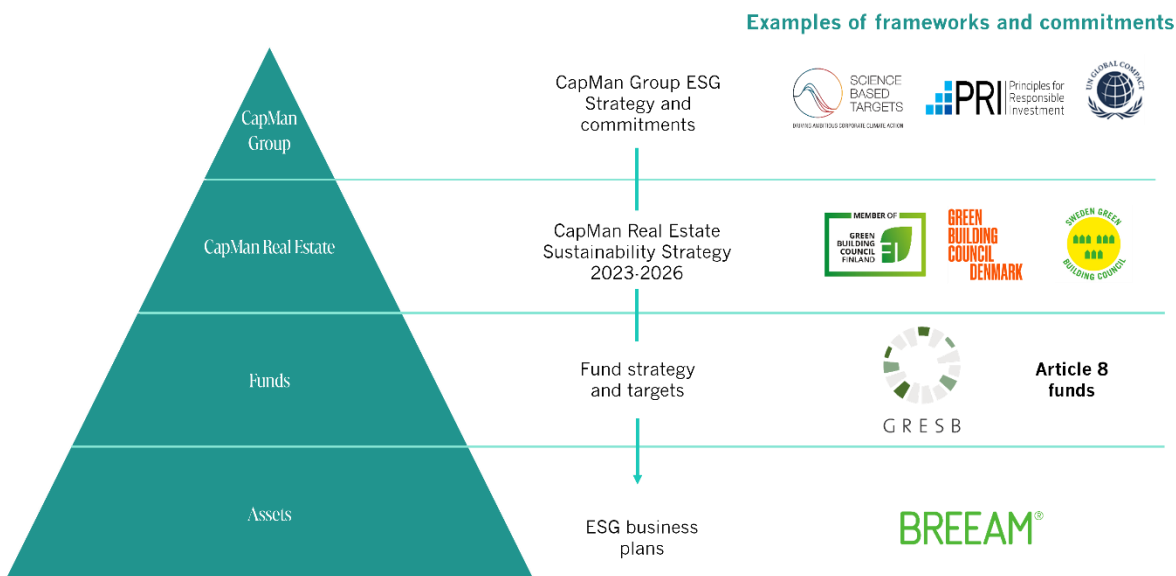 Examples of frameworks and commitments
CapMan
Group
CapMan Group ESG
Strategy and
commitments
SCIENCE
BASED
TARGETS
DRIVING AMBITIOUS CORPORATE CLIMATE ACTION
PRI
Principles for
Responsible
Investment
UN GLOBAL COMPACT
CapMan Real Estate
CapMan Real Estate
Sustainability Strategy
2023-2026
MEMBER OF
GREEN
BUILDING
COUNCIL
FINLAND
GREEN
BUILDING
COUNCIL
DENMARK
SWEDEN GREEN
BUILDING COUNCIL
Funds
Fund strategy
and targets
GRESB
Article 8
funds
Assets
ESG business
plans
BREEAM®